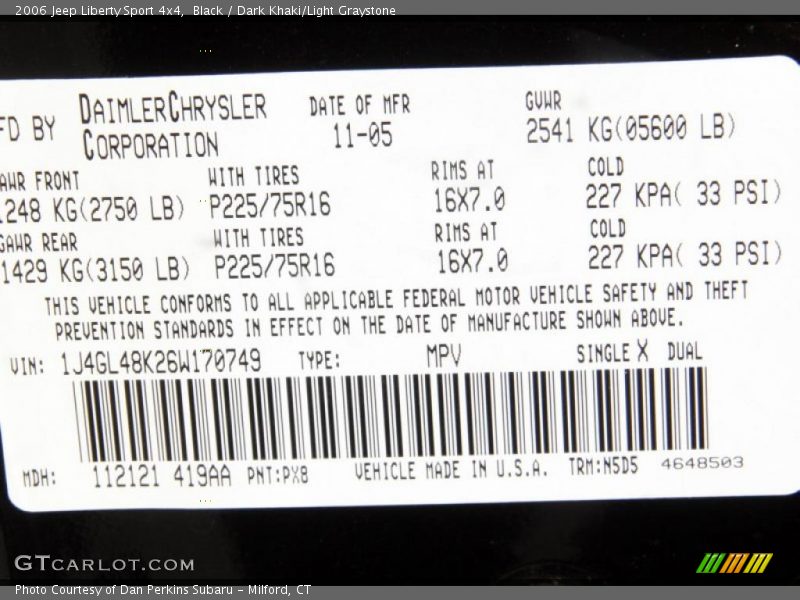 2006 Jeep Liberty Sport 4x4, Black / Dark Khaki/Light Graystone
FD BY DAIMLERCHRYSLER CORPORATION DATE OF MFR 11-05 GVWR 2541 KG(05600 LB)
AWR FRONT WITH TIRES RIMS AT COLD
1248 KG(2750 LB) P225/75R16 16X7.0 227 KPA( 33 PSI)
GAWR REAR WITH TIRES RIMS AT COLD
1429 KG(3150 LB) P225/75R16 16X7.0 227 KPA( 33 PSI)
THIS VEHICLE CONFORMS TO ALL APPLICABLE FEDERAL MOTOR VEHICLE SAFETY AND THEFT
PREVENTION STANDARDS IN EFFECT ON THE DATE OF MANUFACTURE SHOWN ABOVE.
VIN: 1J4GL48K26W170749 TYPE: MPV SINGLE X DUAL
MDH: 112121 419AA PNT:PX8 VEHICLE MADE IN U.S.A. TRM:N5D5 4648503
GTCARLOT.COM
Photo Courtesy of Dan Perkins Subaru - Milford, CT